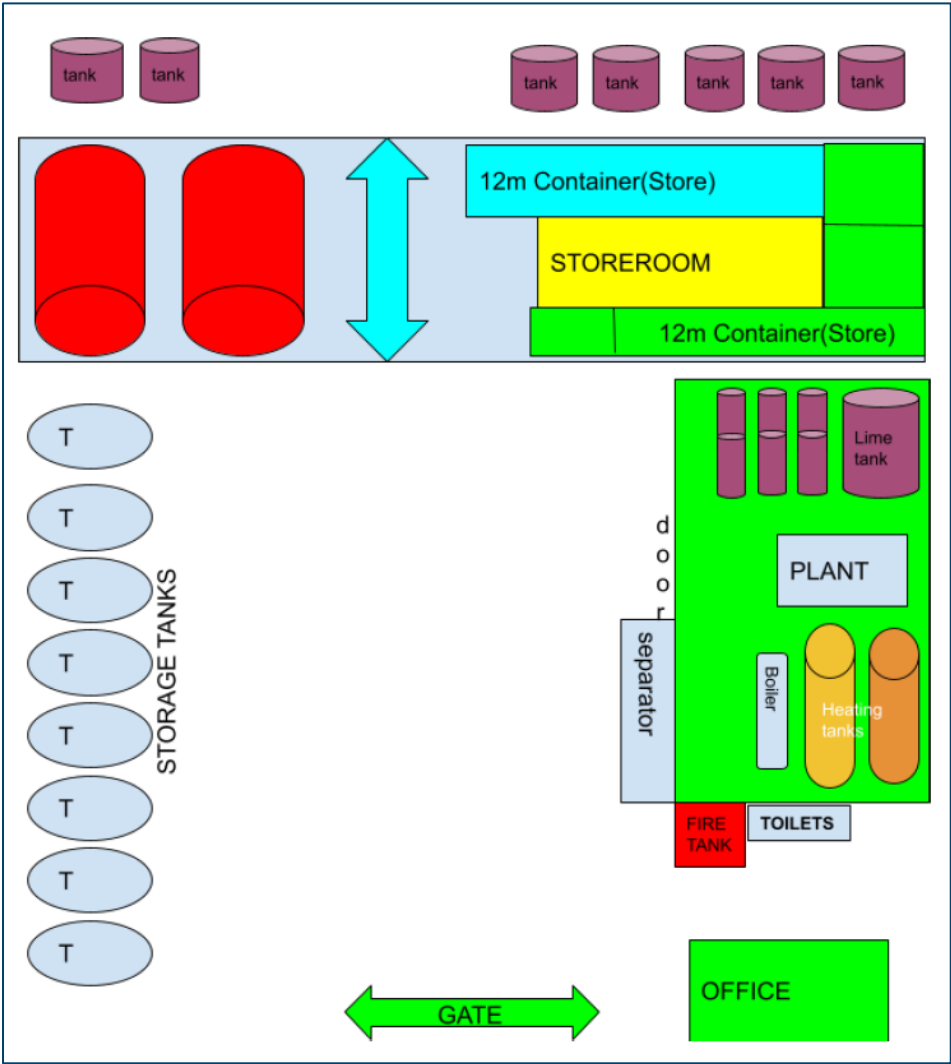 tank
tank
tank
tank
tank
tank
tank
12m Container(Store)
STOREROOM
12m Container(Store)
T
T
T
T
T
T
T
T
STORAGE TANKS
Lime
tank
d
o
o
r
PLANT
separator
Boiler
Heating
tanks
FIRE
TANK
TOILETS
OFFICE
GATE